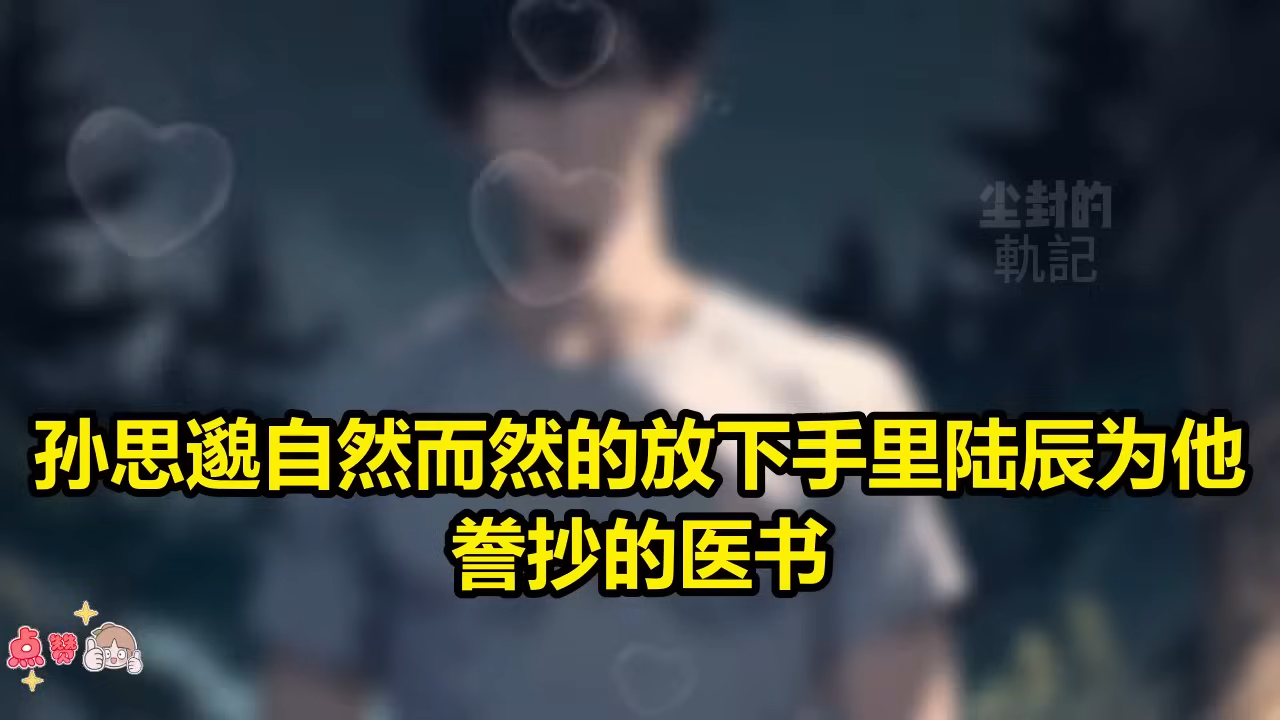 尘封的
軌記
孙思邈自然而然的放下手里陆辰为他
誊抄的医书
点赞